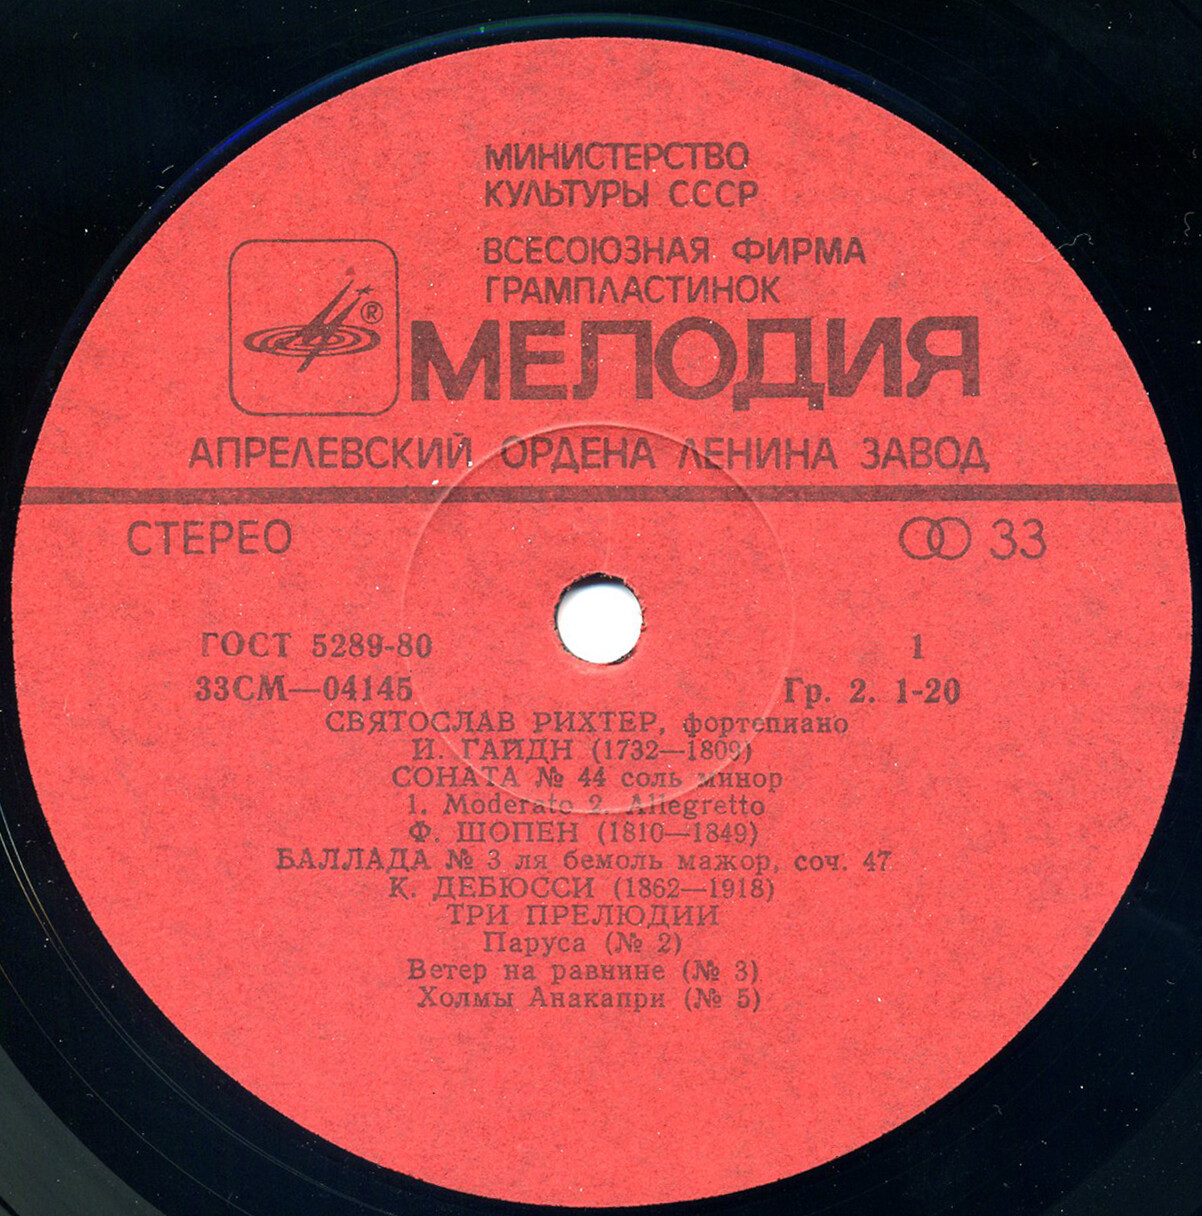 МИНИСТЕРСТВО
КУЛЬТУРЫ СССР
ВСЕСОЮЗНАЯ ФИРМА
ГРАМПЛАСТИНОК
®
МЕЛОДИЯ
АПРЕЛЕВСКИЙ ОРДЕНА ЛЕНИНА ЗАВОД
СТЕРЕО 33
ГОСТ 5289-80 1
33СМ—04145 Гр. 2. 1-20
СВЯТОСЛАВ РИХТЕР, фортепиано
И. ГАЙДН (1732—1809)
СОНАТА № 44 соль минор
1. Moderato 2. Allegretto
Ф. ШОПЕН (1810—1849)
БАЛЛАДА № 3 ля бемоль мажор, соч. 47
К. ДЕБЮССИ (1862—1918)
ТРИ ПРЕЛЮДИИ
Паруса (№ 2)
Ветер на равнине (№ 3)
Холмы Анакапри (№ 5)